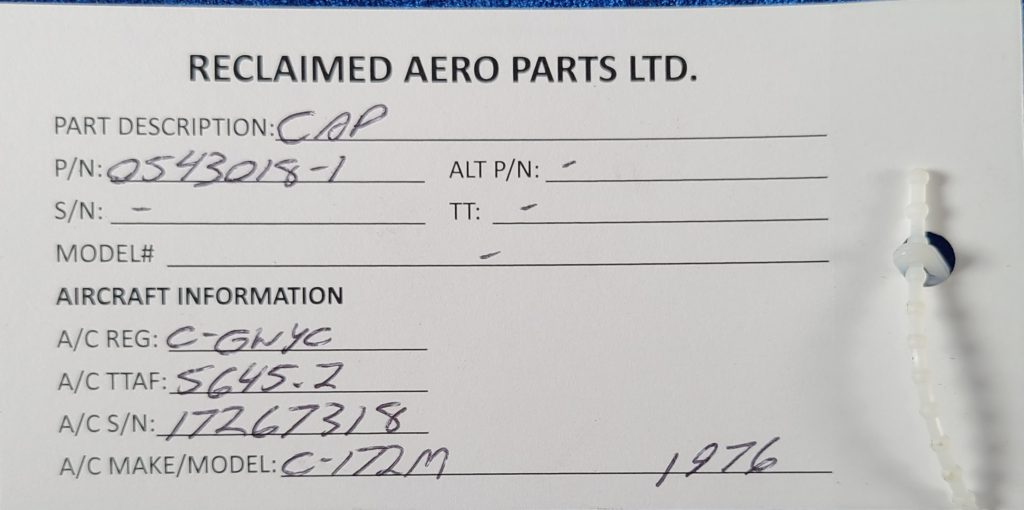 RECLAIMED AERO PARTS LTD.
PART DESCRIPTION: CAP
P/N: 0543018-1 ALT P/N: -
S/N: - TT: -
MODEL# -
AIRCRAFT INFORMATION
A/C REG: C-GWYC
A/C TTAF: 5645.2
A/C S/N: 17267318
A/C MAKE/MODEL: C-172M 1976